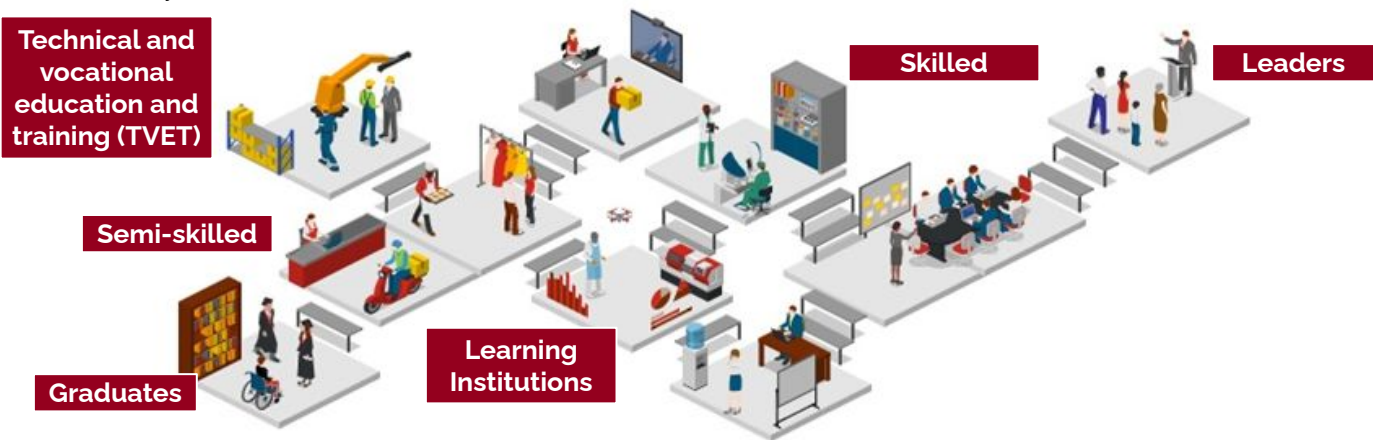 Technical and
vocational
education and
training (TVET)
Skilled
Leaders
Semi-skilled
Learning
Institutions
Graduates